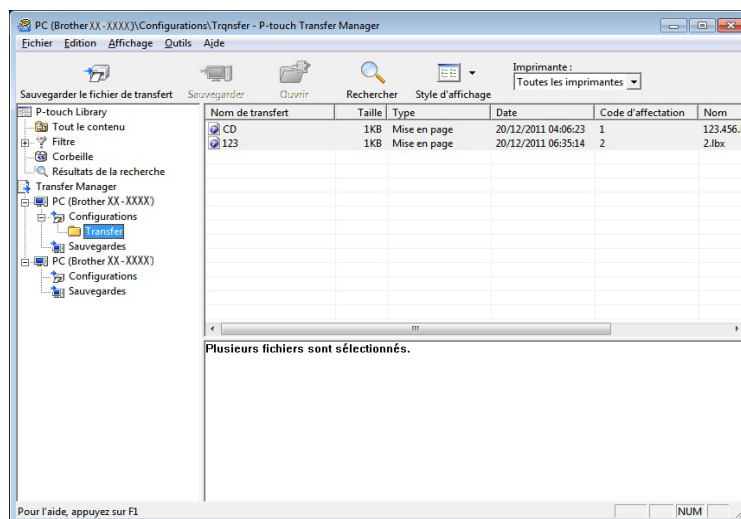 PC (Brother XX-XXXX)\Configurations\Trqnsfer - P-touch Transfer Manager
Fichier Edition Affichage Outils Aide
Sauvegarder le fichier de transfert Sauvegarder Ouvrir Rechercher Style d'affichage
Imprimante :
Toutes les imprimantes
P-touch Library
Tout le contenu
Filtre
Corbeille
Résultats de la recherche
Transfer Manager
PC (Brother XX-XXXX)
Configurations
Transfer
Sauvegardes
PC (Brother XX-XXXX)
Configurations
Sauvegardes
Nom de transfert Taille Type Date Code d'affectation Nom
CD 1KB Mise en page 20/12/2011 04:06:23 1 123.456.
123 1KB Mise en page 20/12/2011 06:35:14 2 2.lbx
Plusieurs fichiers sont sélectionnés.
Pour l'aide, appuyez sur F1
NUM